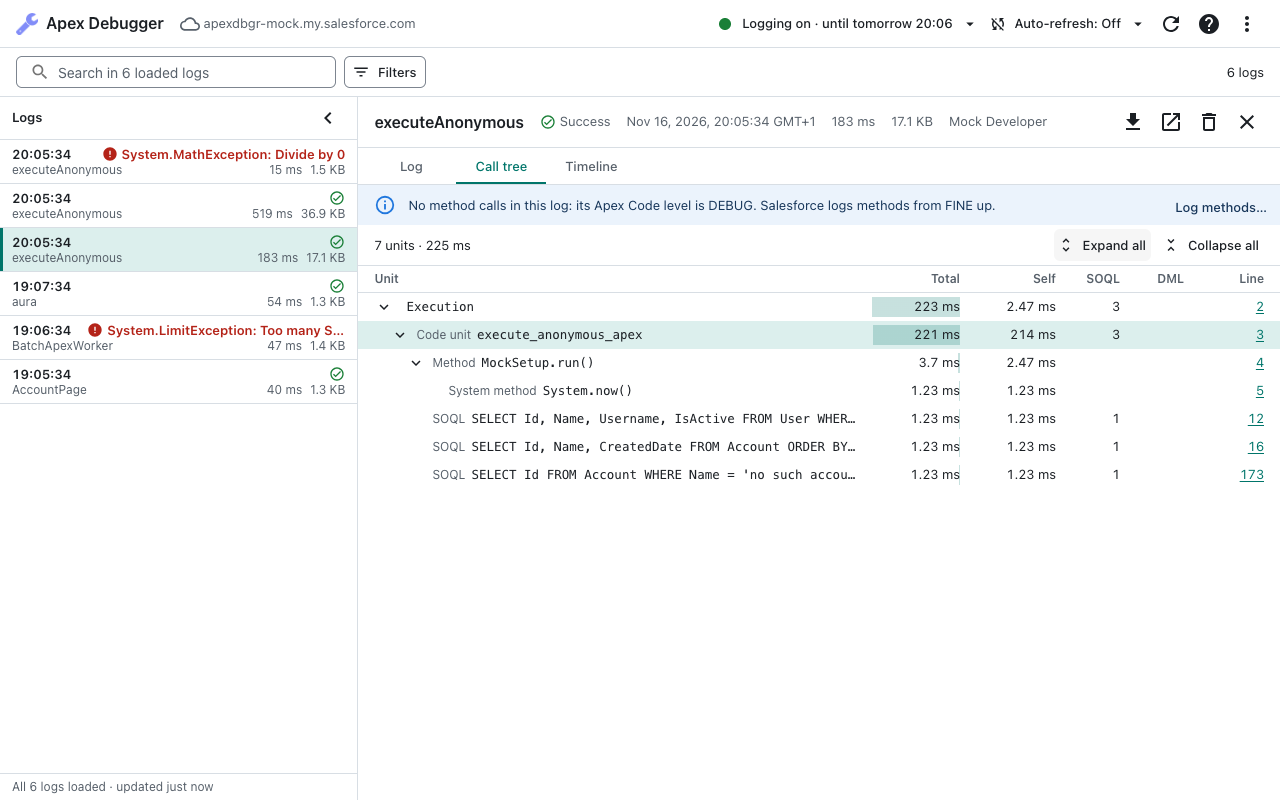 Apex Debugger apexdbgr-mock.my.salesforce.com Logging on · until tomorrow 20:06 Auto-refresh: Off
Search in 6 loaded logs Filters 6 logs
Logs
20:05:34 System.MathException: Divide by 0
executeAnonymous 15 ms 1.5 KB
20:05:34
executeAnonymous 519 ms 36.9 KB
20:05:34
executeAnonymous 183 ms 17.1 KB
19:07:34
aura 54 ms 1.3 KB
19:06:34 System.LimitException: Too many S...
BatchApexWorker 47 ms 1.4 KB
19:05:34
AccountPage 40 ms 1.3 KB
All 6 logs loaded · updated just now
executeAnonymous Success Nov 16, 2026, 20:05:34 GMT+1 183 ms 17.1 KB Mock Developer
Log Call tree Timeline
No method calls in this log: its Apex Code level is DEBUG. Salesforce logs methods from FINE up. Log methods...
7 units · 225 ms Expand all Collapse all
Unit Total Self SOQL DML Line
Execution 223 ms 2.47 ms 3 2
Code unit execute_anonymous_apex 221 ms 214 ms 3 3
Method MockSetup.run() 3.7 ms 2.47 ms 4
System method System.now() 1.23 ms 1.23 ms 5
SOQL SELECT Id, Name, Username, IsActive FROM User WHER… 1.23 ms 1.23 ms 1 12
SOQL SELECT Id, Name, CreatedDate FROM Account ORDER BY… 1.23 ms 1.23 ms 1 16
SOQL SELECT Id FROM Account WHERE Name = 'no such accou… 1.23 ms 1.23 ms 1 173